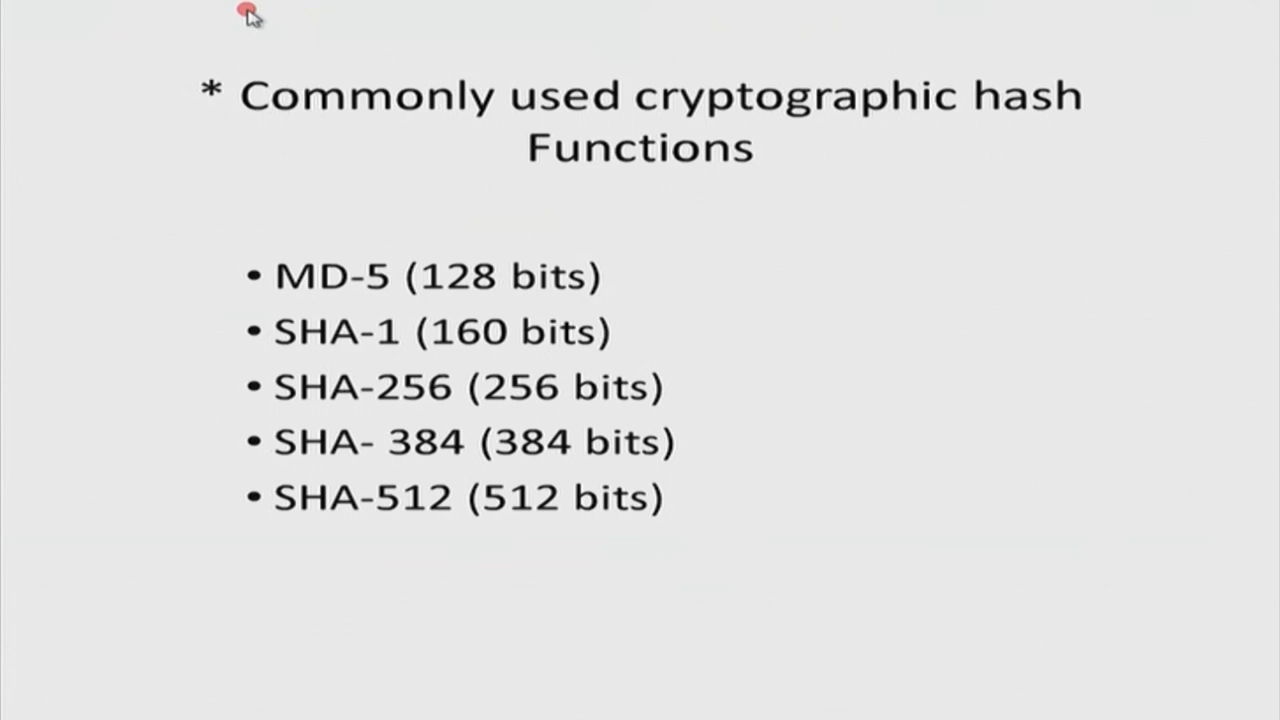 * Commonly used cryptographic hash
Functions
• MD-5 (128 bits)
• SHA-1 (160 bits)
• SHA-256 (256 bits)
• SHA- 384 (384 bits)
• SHA-512 (512 bits)